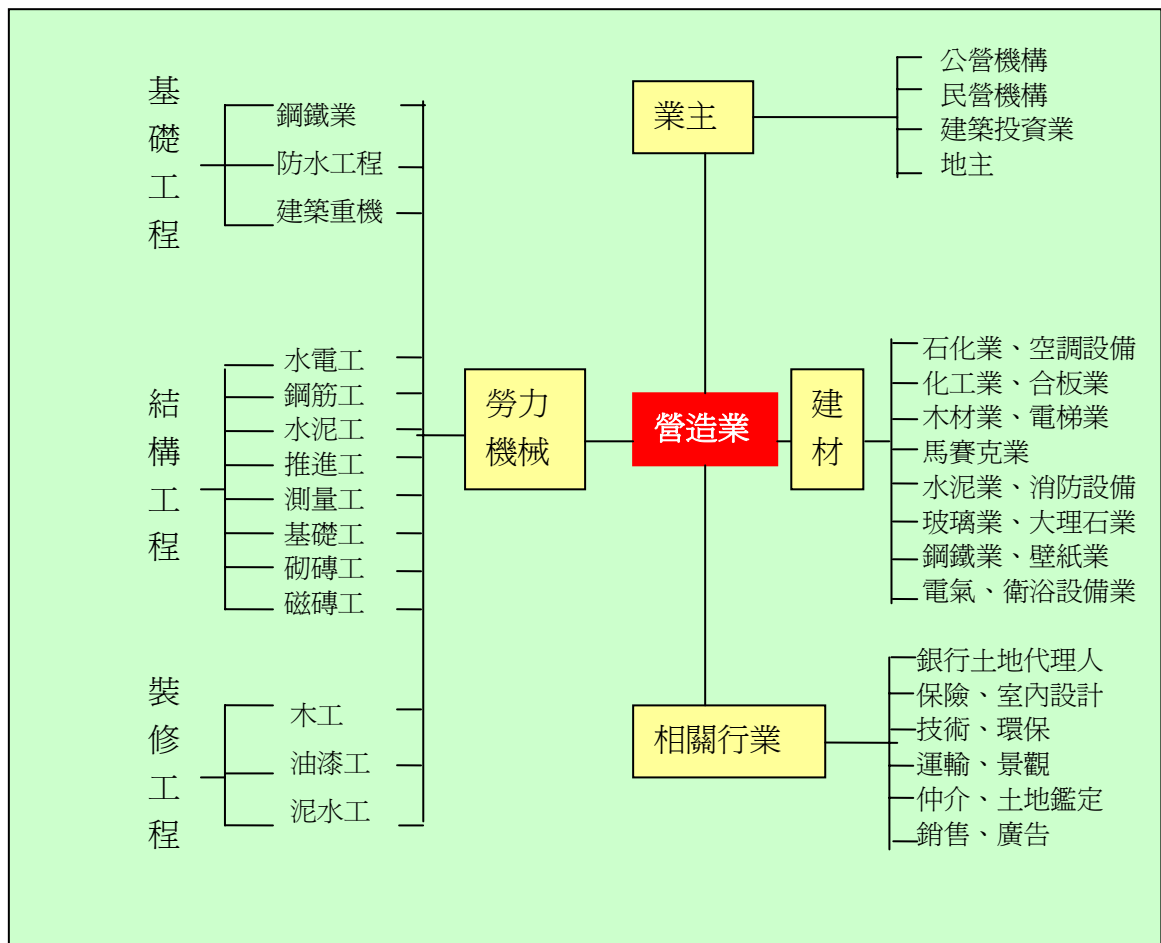 基礎工程
鋼鐵業
防水工程
建築重機
結構工程
水電工
鋼筋工
水泥工
推進工
測量工
基礎工
砌磚工
磁磚工
裝修工程
木工
油漆工
泥水工
勞力
機械
營造業
業主
公營機構
民營機構
建築投資業
地主
建材
石化業、空調設備
化工業、合板業
木材業、電梯業
馬賽克業
水泥業、消防設備
玻璃業、大理石業
鋼鐵業、壁紙業
電氣、衛浴設備業
相關行業
銀行土地代理人
保險、室內設計
技術、環保
運輸、景觀
仲介、土地鑑定
銷售、廣告